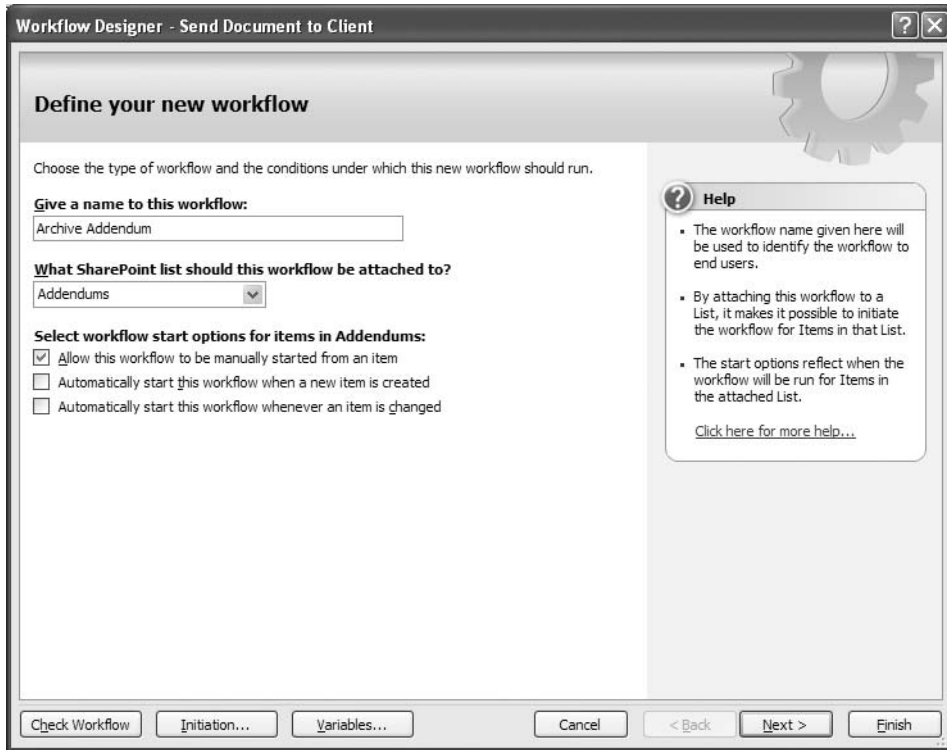 Workflow Designer - Send Document to Client
Define your new workflow
Choose the type of workflow and the conditions under which this new workflow should run.
Give a name to this workflow:
Archive Addendum
What SharePoint list should this workflow be attached to?
Addendums
Select workflow start options for items in Addendums:
Allow this workflow to be manually started from an item
Automatically start this workflow when a new item is created
Automatically start this workflow whenever an item is changed
? Help
▪ The workflow name given here will
be used to identify the workflow to
end users.
▪ By attaching this workflow to a
List, it makes it possible to initiate
the workflow for Items in that List.
▪ The start options reflect when the
workflow will be run for Items in
the attached List.
Click here for more help...
Check Workflow Initiation... Variables... Cancel < Back Next > Finish